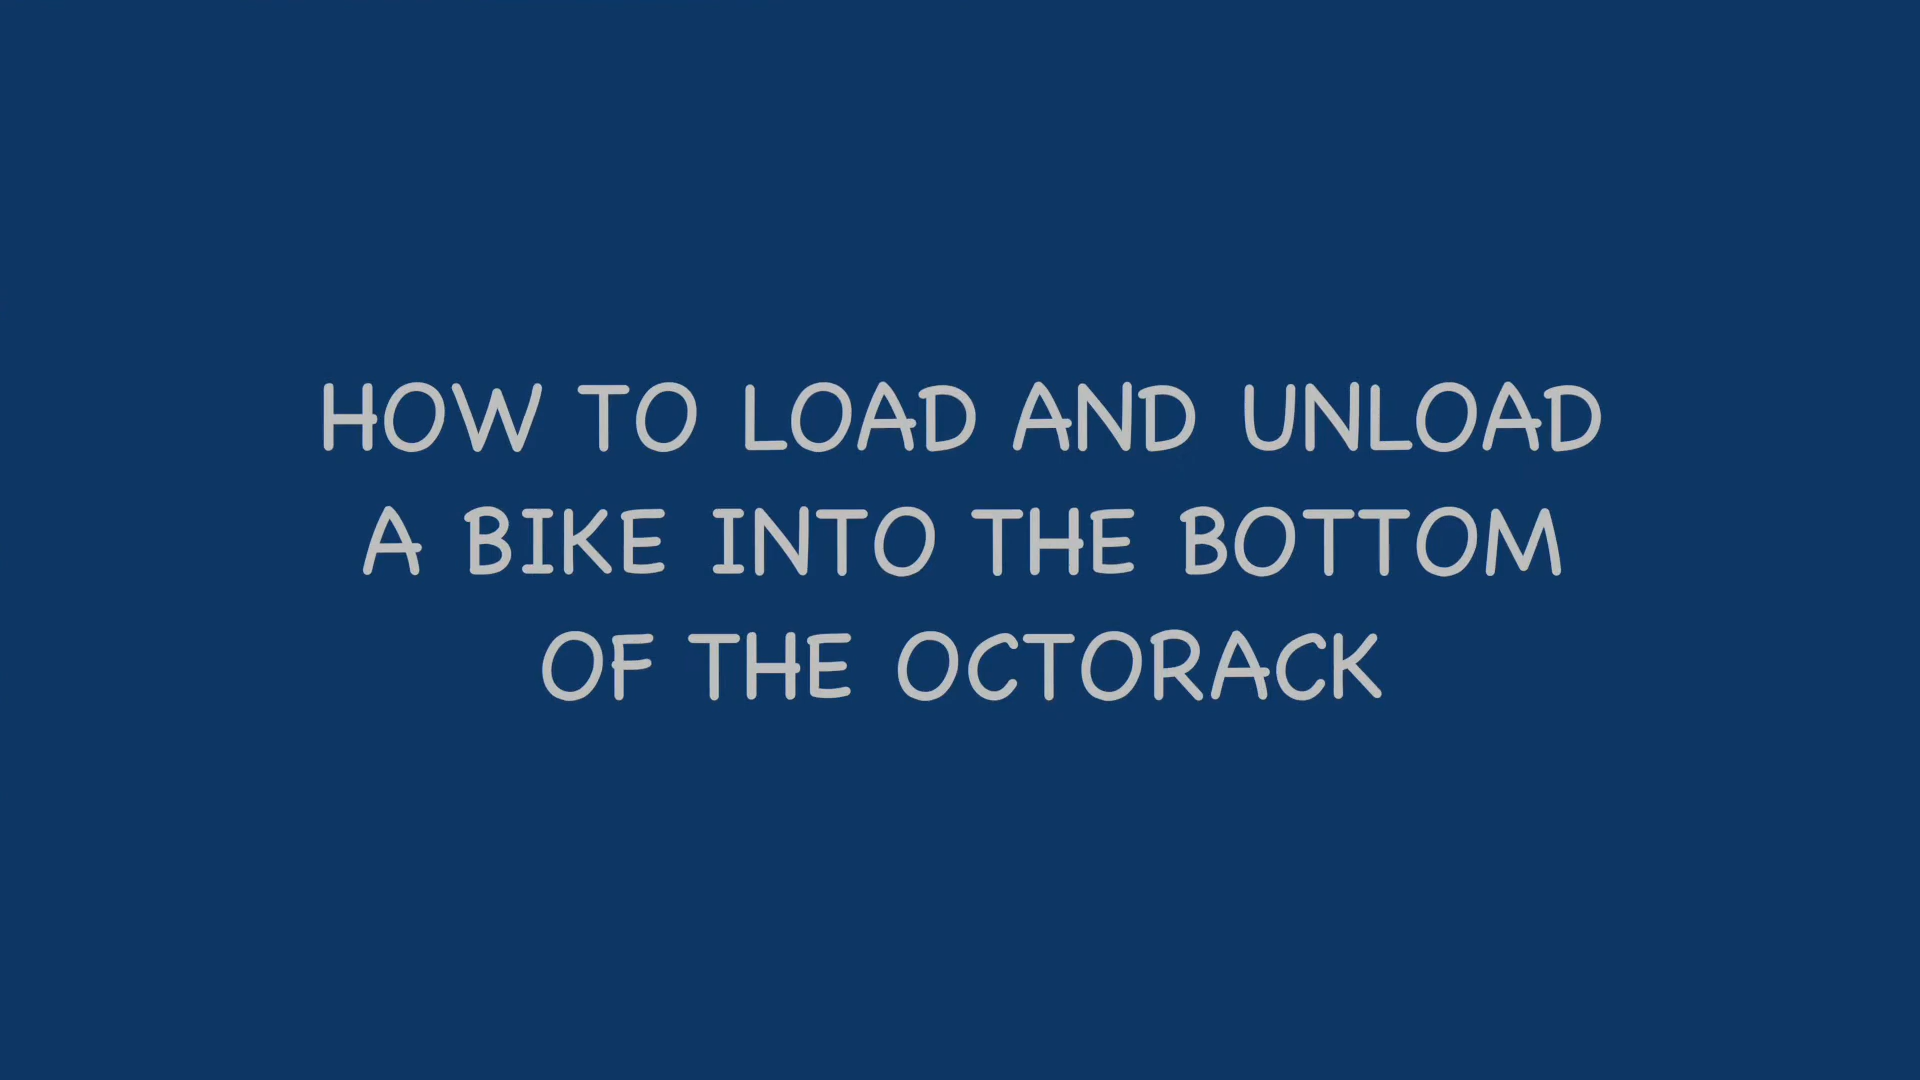 HOW TO LOAD AND UNLOAD
A BIKE INTO THE BOTTOM
OF THE OCTORACK